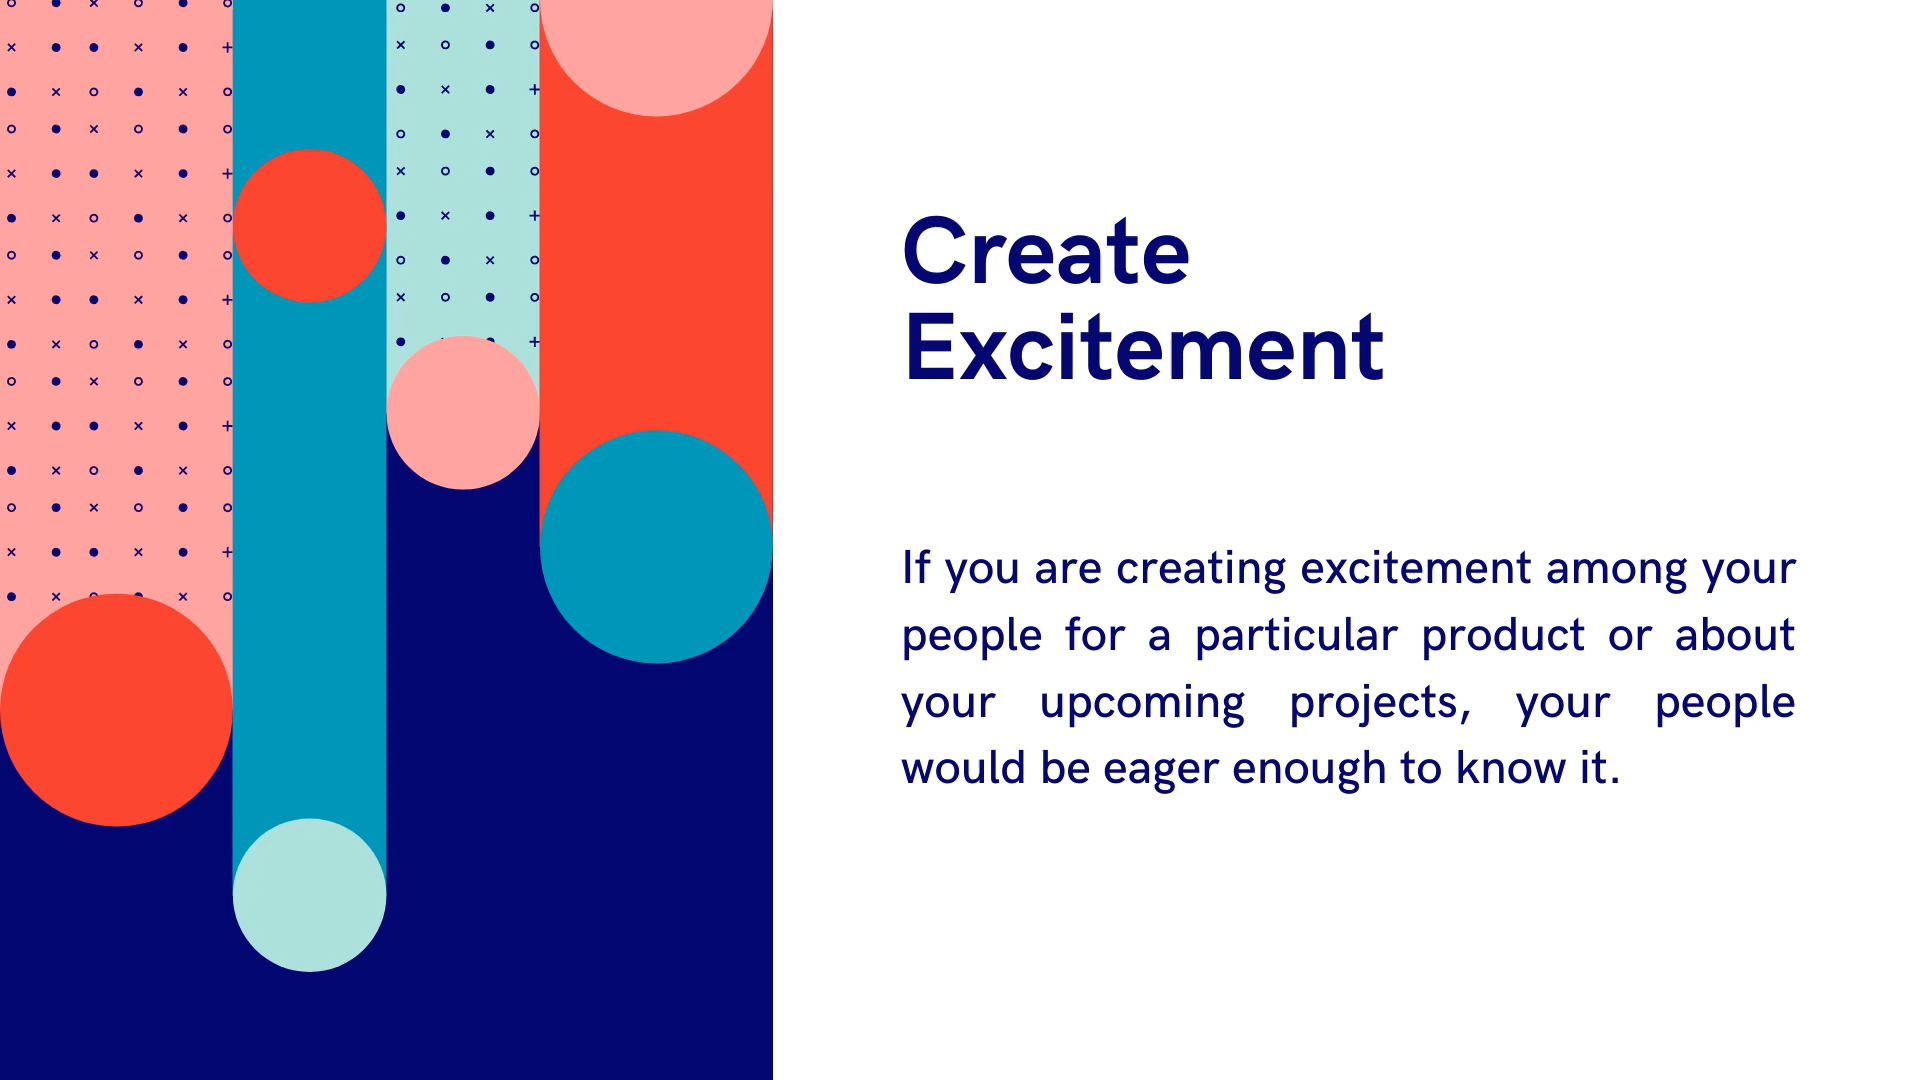 Create
Excitement
If you are creating excitement among your
people for a particular product or about
your upcoming projects, your people
would be eager enough to know it.